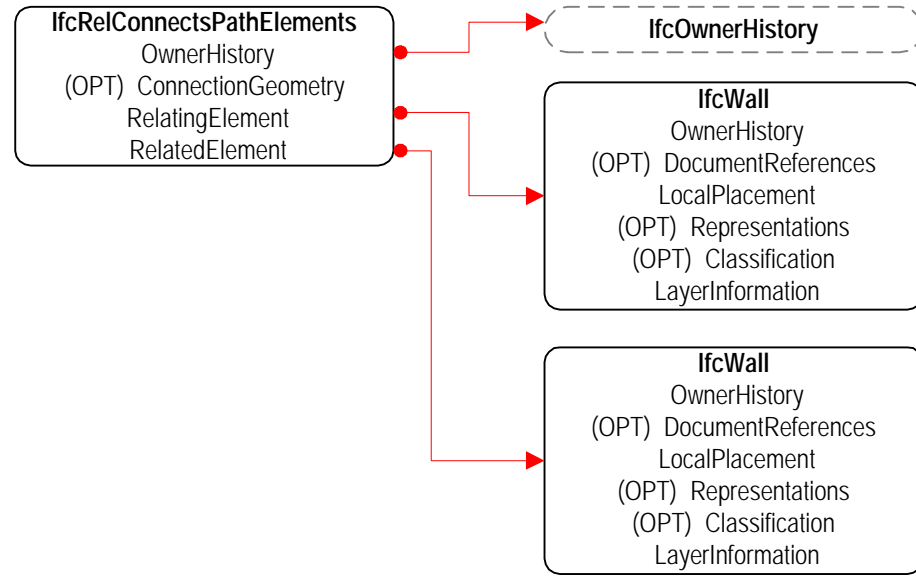 IfcRelConnectsPathElements
OwnerHistory
(OPT) ConnectionGeometry
RelatingElement
RelatedElement
IfcOwnerHistory
IfcWall
OwnerHistory
(OPT) DocumentReferences
LocalPlacement
(OPT) Representations
(OPT) Classification
LayerInformation
IfcWall
OwnerHistory
(OPT) DocumentReferences
LocalPlacement
(OPT) Representations
(OPT) Classification
LayerInformation